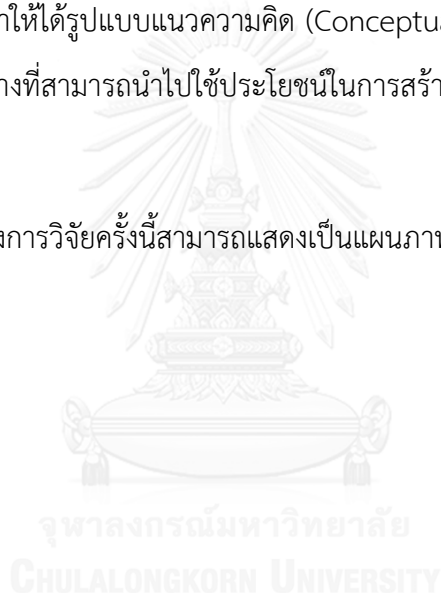 าให้ได้รูปแบบแนวความคิด (Conceptua
างที่สามารถนำไปใช้ประโยชน์ในการสร้า
งการวิจัยครั้งนี้สามารถแสดงเป็นแผนภาพ
จุฬาลงกรณ์มหาวิทยาลัย
CHULALONGKORN UNIVERSITY